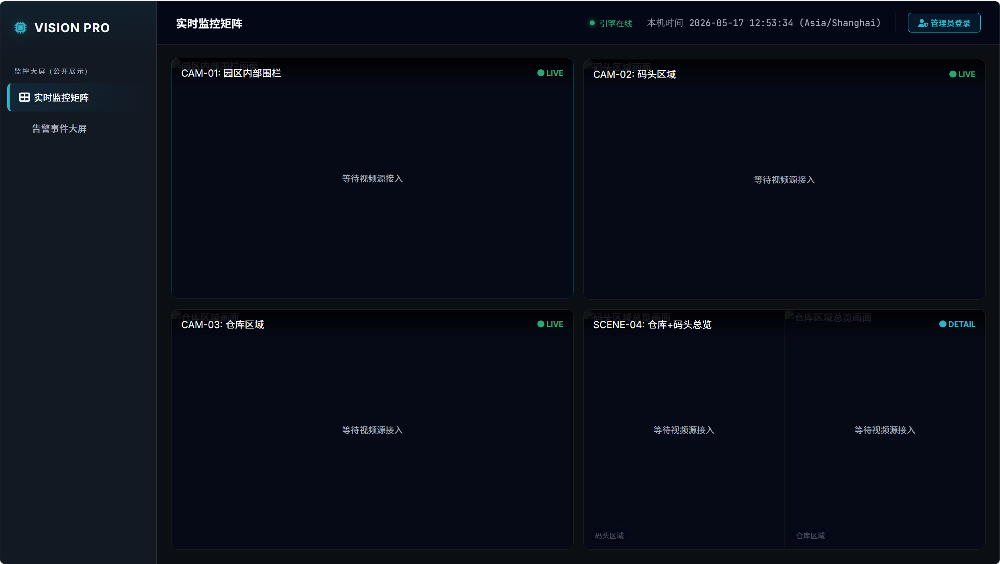 VISION PRO
监控大屏 (公开展示)
实时监控矩阵
告警事件大屏
实时监控矩阵
引擎在线
本机时间 2026-05-17 12:53:34 (Asia/Shanghai)
管理员登录
园区内部围栏画面
CAM-01: 园区内部围栏
LIVE
等待视频源接入
码头区域画面
CAM-02: 码头区域
LIVE
等待视频源接入
仓库区域画面
CAM-03: 仓库区域
LIVE
等待视频源接入
码头区域总览画面
仓库区域总览画面
SCENE-04: 仓库+码头总览
DETAIL
等待视频源接入
等待视频源接入
码头区域
仓库区域